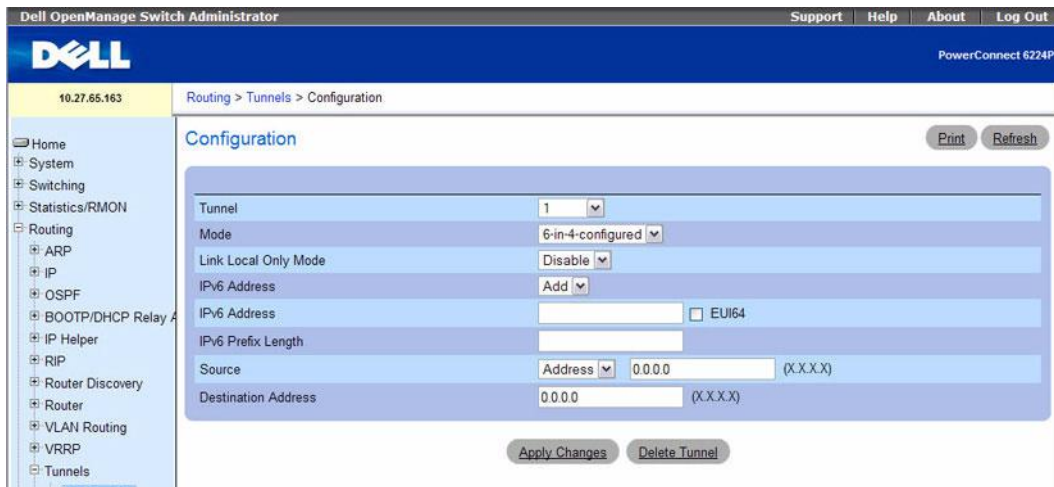 Dell OpenManage Switch Administrator Support Help About Log Out
DELL
PowerConnect 6224P
10.27.65.163
Routing > Tunnels > Configuration
Home
System
Switching
Statistics/RMON
Routing
ARP
IP
OSPF
BOOTP/DHCP Relay A
IP Helper
RIP
Router Discovery
Router
VLAN Routing
VRRP
Tunnels
Configuration
Print Refresh
Tunnel 1
Mode 6-in-4-configured
Link Local Only Mode Disable
IPv6 Address Add
IPv6 Address EUI64
IPv6 Prefix Length
Source Address 0.0.0.0 (X.X.X.X)
Destination Address 0.0.0.0 (X.X.X.X)
Apply Changes Delete Tunnel